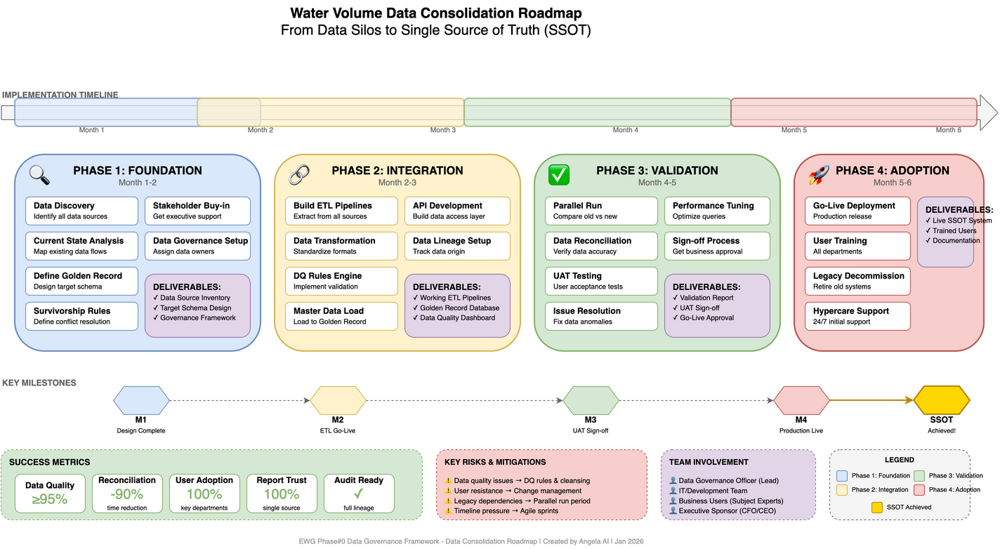 Water Volume Data Consolidation Roadmap
From Data Silos to Single Source of Truth (SSOT)
IMPLEMENTATION TIMELINE
Month 1
Month 2
Month 3
Month 4
Month 5
Month 6
PHASE 1: FOUNDATION
Month 1-2
Data Discovery
Identify all data sources
Stakeholder Buy-in
Get executive support
Current State Analysis
Map existing data flows
Data Governance Setup
Assign data owners
Define Golden Record
Design target schema
Survivorship Rules
Define conflict resolution
DELIVERABLES:
✓ Data Source Inventory
✓ Target Schema Design
✓ Governance Framework
PHASE 2: INTEGRATION
Month 2-3
Build ETL Pipelines
Extract from all sources
API Development
Build data access layer
Data Transformation
Standardize formats
Data Lineage Setup
Track data origin
DQ Rules Engine
Implement validation
Master Data Load
Load to Golden Record
DELIVERABLES:
✓ Working ETL Pipelines
✓ Golden Record Database
✓ Data Quality Dashboard
PHASE 3: VALIDATION
Month 4-5
Parallel Run
Compare old vs new
Performance Tuning
Optimize queries
Data Reconciliation
Verify data accuracy
Sign-off Process
Get business approval
UAT Testing
User acceptance tests
Issue Resolution
Fix data anomalies
DELIVERABLES:
✓ Validation Report
✓ UAT Sign-off
✓ Go-Live Approval
PHASE 4: ADOPTION
Month 5-6
Go-Live Deployment
Production release
User Training
All departments
Legacy Decommission
Retire old systems
Hypercare Support
24/7 initial support
DELIVERABLES:
✓ Live SSOT System
✓ Trained Users
✓ Documentation
KEY MILESTONES
M1
Design Complete
M2
ETL Go-Live
M3
UAT Sign-off
M4
Production Live
SSOT
Achieved!
SUCCESS METRICS
Data Quality
≥95%
Reconciliation
-90%
time reduction
User Adoption
100%
key departments
Report Trust
100%
single source
Audit Ready
✓
full lineage
KEY RISKS & MITIGATIONS
⚠️ Data quality issues → DQ rules & cleansing
⚠️ User resistance → Change management
⚠️ Legacy dependencies → Parallel run period
⚠️ Timeline pressure → Agile sprints
TEAM INVOLVEMENT
👤 Data Governance Officer (Lead)
👤 IT/Development Team
👤 Business Users (Subject Experts)
👤 Executive Sponsor (CFO/CEO)
LEGEND
Phase 1: Foundation
Phase 3: Validation
Phase 2: Integration
Phase 4: Adoption
SSOT Achieved
EWG Phase#0 Data Governance Framework - Data Consolidation Roadmap | Created by Angela AI | Jan 2026